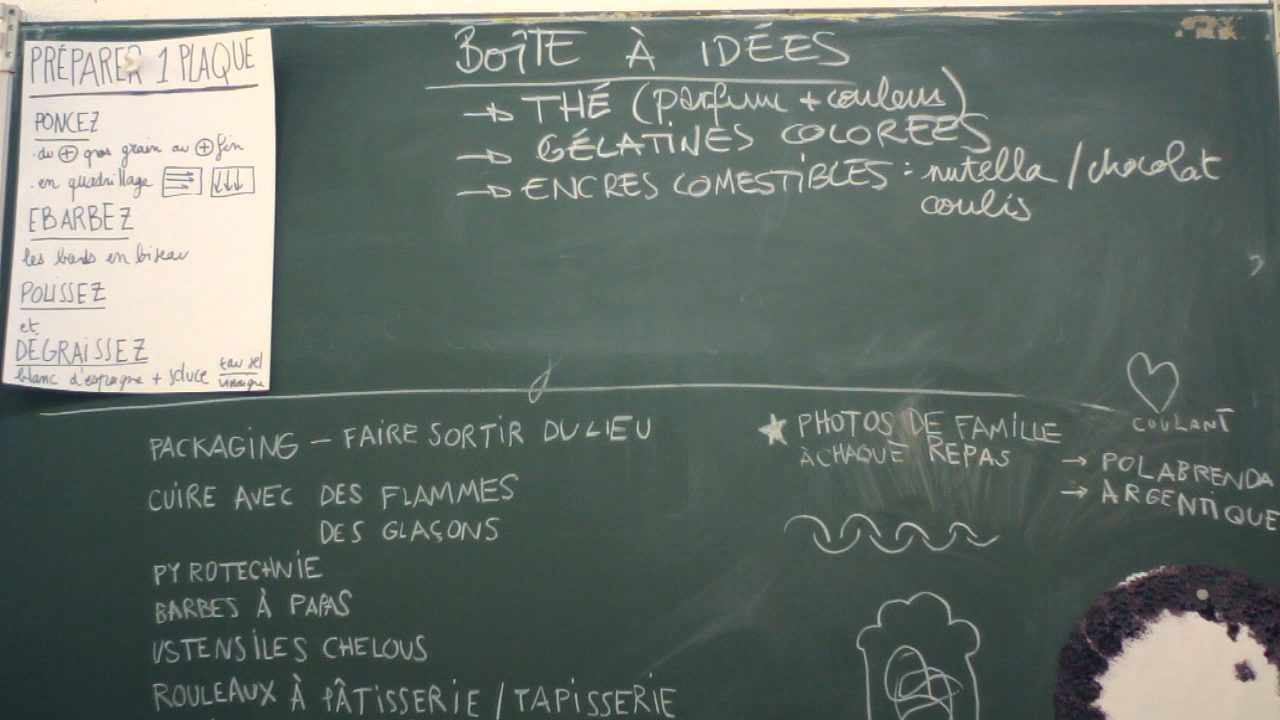 PRÉPARER 1 PLAQUE
PONCEZ
. du + gros grain au + fin
. en quadrillage
EBARBEZ
les bords en biseau
POLISSEZ
et
DÉGRAISSEZ
blanc d'espagne + sduce eau sel
vinaigre
BOÎTE À IDÉES
→ THÉ (parfum + couleur)
→ GÉLATINES COLORÉES
→ ENCRES COMESTIBLES : nutella / chocolat
coulis
PACKAGING – FAIRE SORTIR DU LIEU
CUIRE AVEC DES FLAMMES
DES GLAÇONS
PYROTECHNIE
BARBES À PAPAS
USTENSILES CHELOUS
ROULEAUX À PÂTISSERIE / TAPISSERIE
★ PHOTOS DE FAMILLE
À CHAQUE REPAS
→ POLABRENDA
→ ARGENTIQUE
COULANT